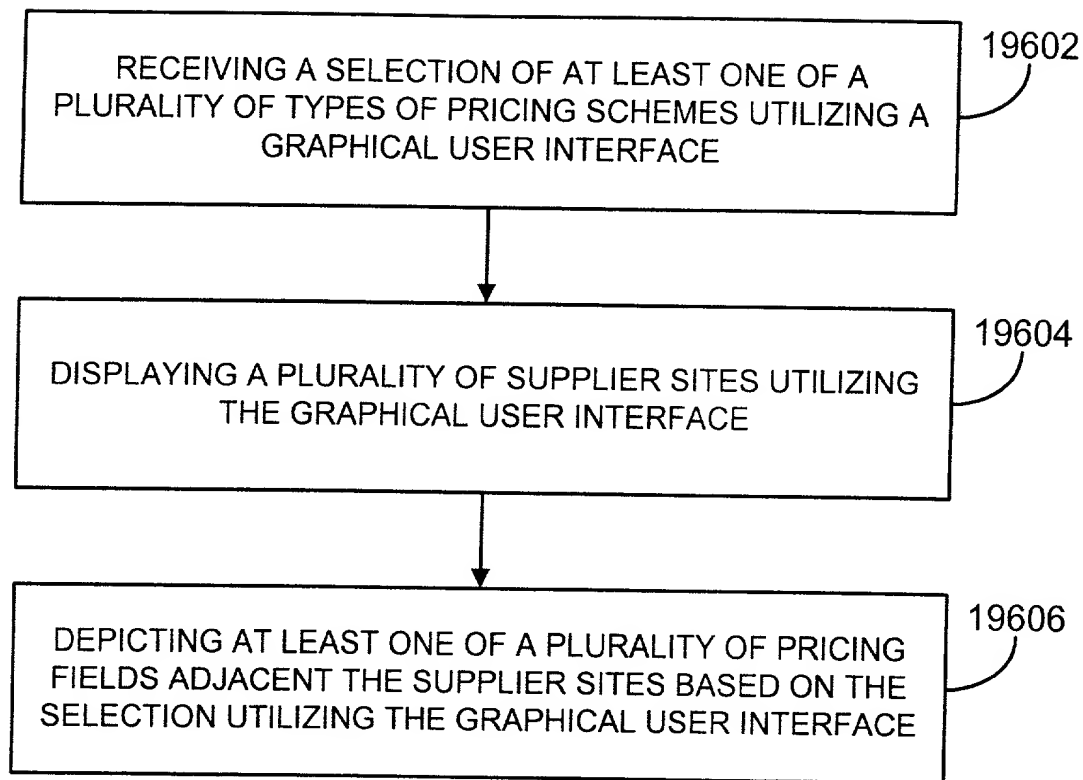 19602
RECEIVING A SELECTION OF AT LEAST ONE OF A
PLURALITY OF TYPES OF PRICING SCHEMES UTILIZING A
GRAPHICAL USER INTERFACE
19604
DISPLAYING A PLURALITY OF SUPPLIER SITES UTILIZING
THE GRAPHICAL USER INTERFACE
19606
DEPICTING AT LEAST ONE OF A PLURALITY OF PRICING
FIELDS ADJACENT THE SUPPLIER SITES BASED ON THE
SELECTION UTILIZING THE GRAPHICAL USER INTERFACE